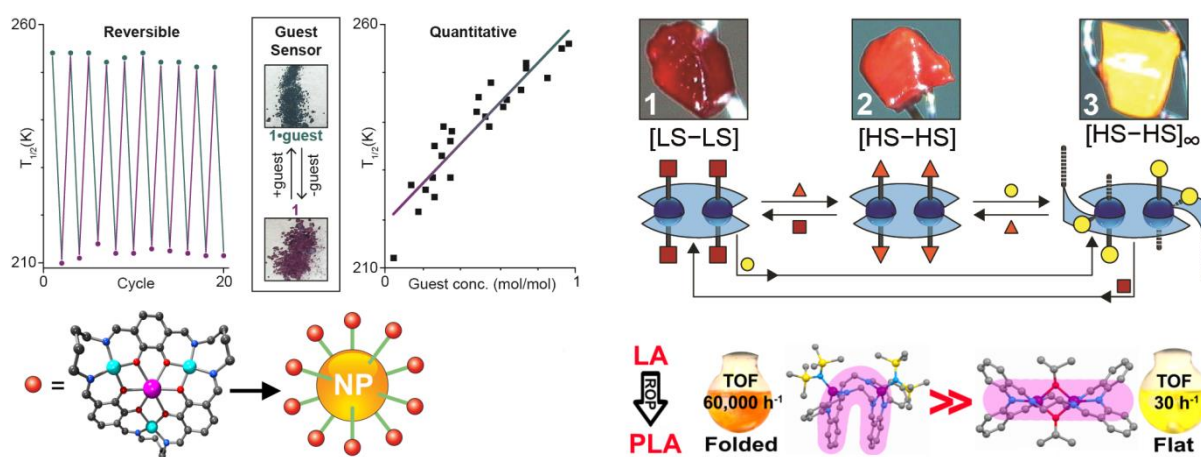 260
Reversible
T1/2(K)
210
Cycle
20
Guest
Sensor
1•guest
+guest
-guest
1
260
Quantitative
T1/2(K)
210
Guest conc. (mol/mol)
1
1
2
3
[LS–LS]
[HS–HS]
[HS–HS]∞
=
NP
LA
ROP
PLA
TOF
60,000 h-1
Folded
>>
TOF
30 h-1
Flat